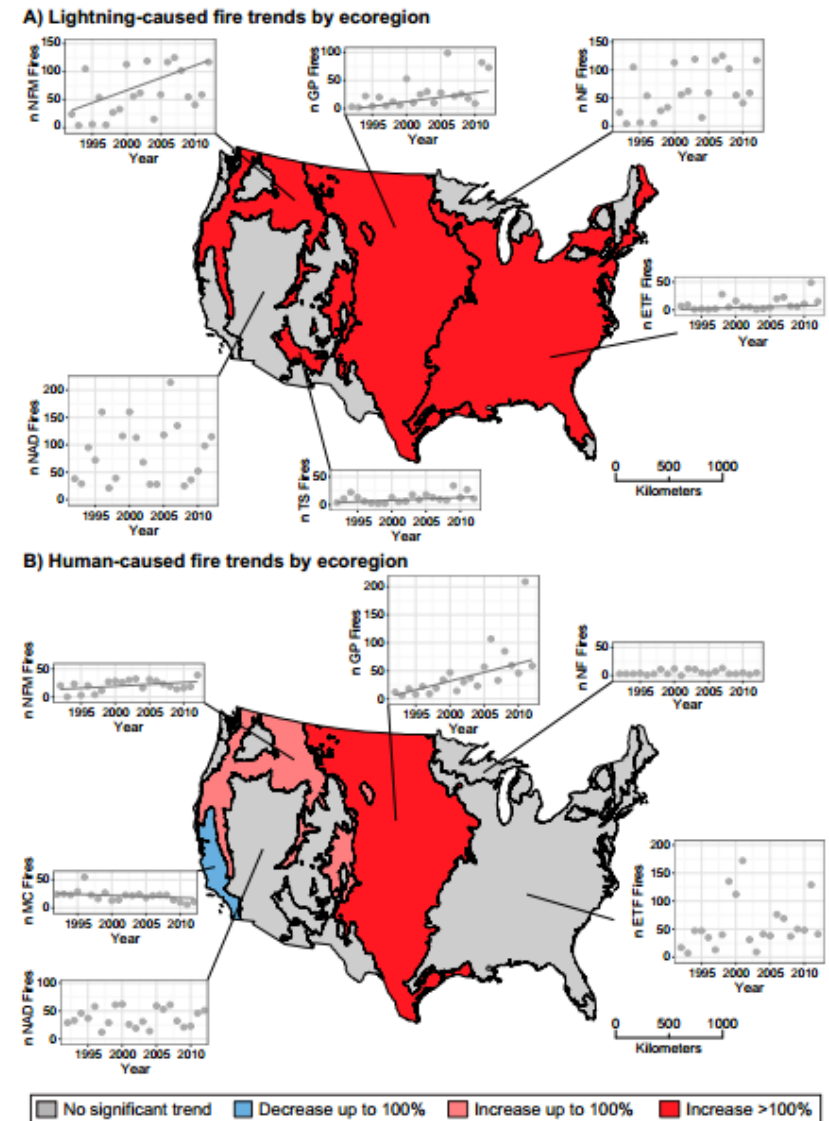 A) Lightning-caused fire trends by ecoregion
n NFM Fires
150
100
50
0
1995 2000 2005 2010
Year
n GP Fires
100
50
0
1995 2000 2005 2010
Year
n NF Fires
150
100
50
0
1995 2000 2005 2010
Year
n ETF Fires
50
0
1995 2000 2005 2010
Year
n NAD Fires
200
150
100
50
0
1995 2000 2005 2010
Year
n TS Fires
50
0
1995 2000 2005 2010
Year
0 500 1000
Kilometers
B) Human-caused fire trends by ecoregion
n NFM Fires
50
0
1995 2000 2005 2010
Year
n GP Fires
200
150
100
50
0
1995 2000 2005 2010
Year
n NF Fires
50
0
1995 2000 2005 2010
Year
n MC Fires
50
0
1995 2000 2005 2010
Year
n ETF Fires
200
150
100
50
0
1995 2000 2005 2010
Year
n NAD Fires
100
50
0
1995 2000 2005 2010
Year
0 500 1000
Kilometers
No significant trend Decrease up to 100% Increase up to 100% Increase >100%